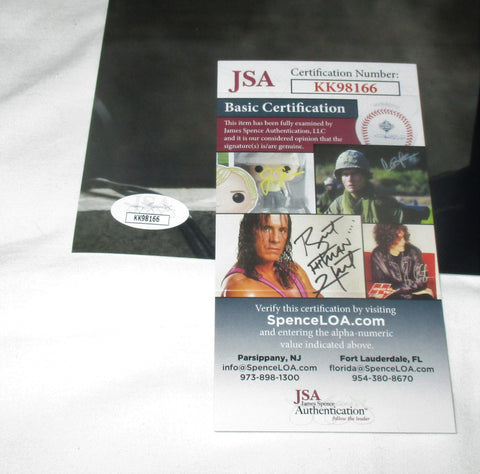 JSA
Certification Number:
KK98166
Basic Certification
This item has been fully examined by
James Spence Authentication, LLC
and it is our considered opinion that the
signature(s) is/are genuine.
KK98166
Bret
HITMAN
Hart
Verify this certification by visiting
SpenceLOA.com
and entering the alpha-numeric
value indicated above.
Parsippany, NJ
info@SpenceLOA.com
973-898-1300
Fort Lauderdale, FL
florida@SpenceLOA.com
954-380-8670
JSA
James Spence
Authentication
follow the leader